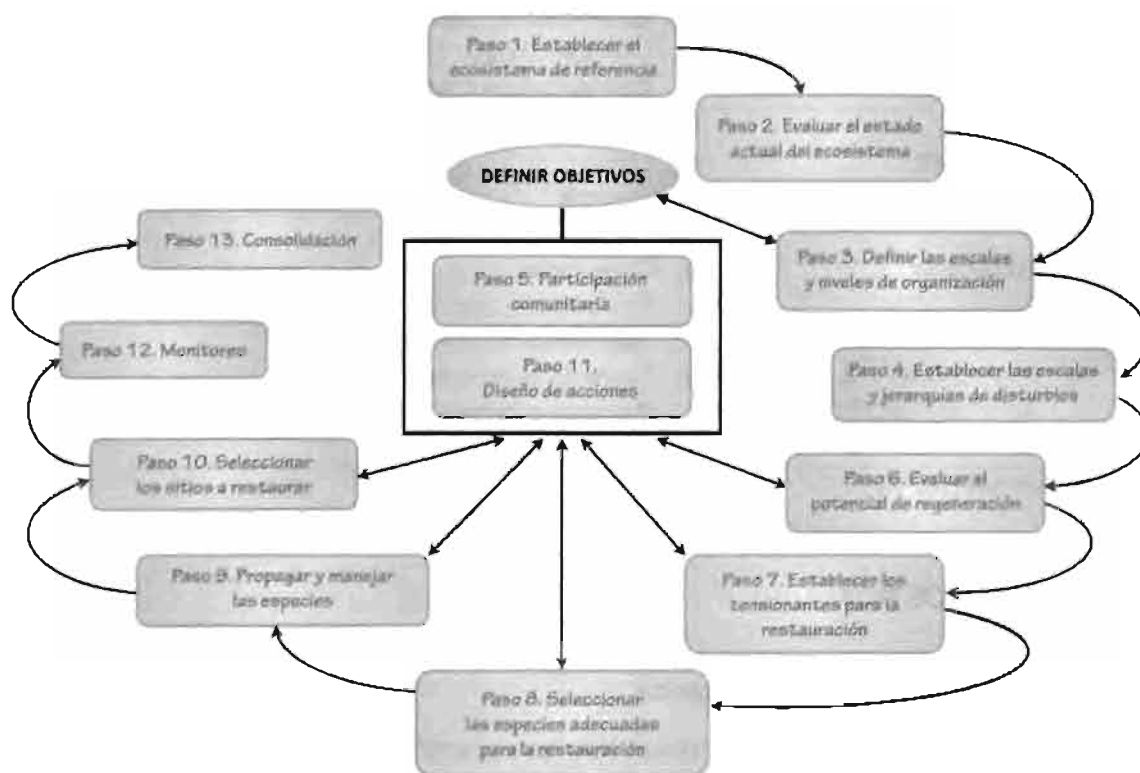 Paso 1. Establecer el
ecosistema de referencia
Paso 2. Evaluar el estado
actual del ecosistema
DEFINIR OBJETIVOS
Paso 3. Definir las escalas
y niveles de organización
Paso 4. Establecer las escalas
y jerarquías de disturbios
Paso 5. Participación
comunitaria
Paso 11.
Diseño de acciones
Paso 6. Evaluar el
potencial de regeneración
Paso 7. Establecer los
tensionantes para la
restauración
Paso 8. Seleccionar
las especies adecuadas
para la restauración
Paso 9. Propagar y manejar
las especies
Paso 10. Seleccionar
los sitios a restaurar
Paso 12. Monitoreo
Paso 13. Consolidación